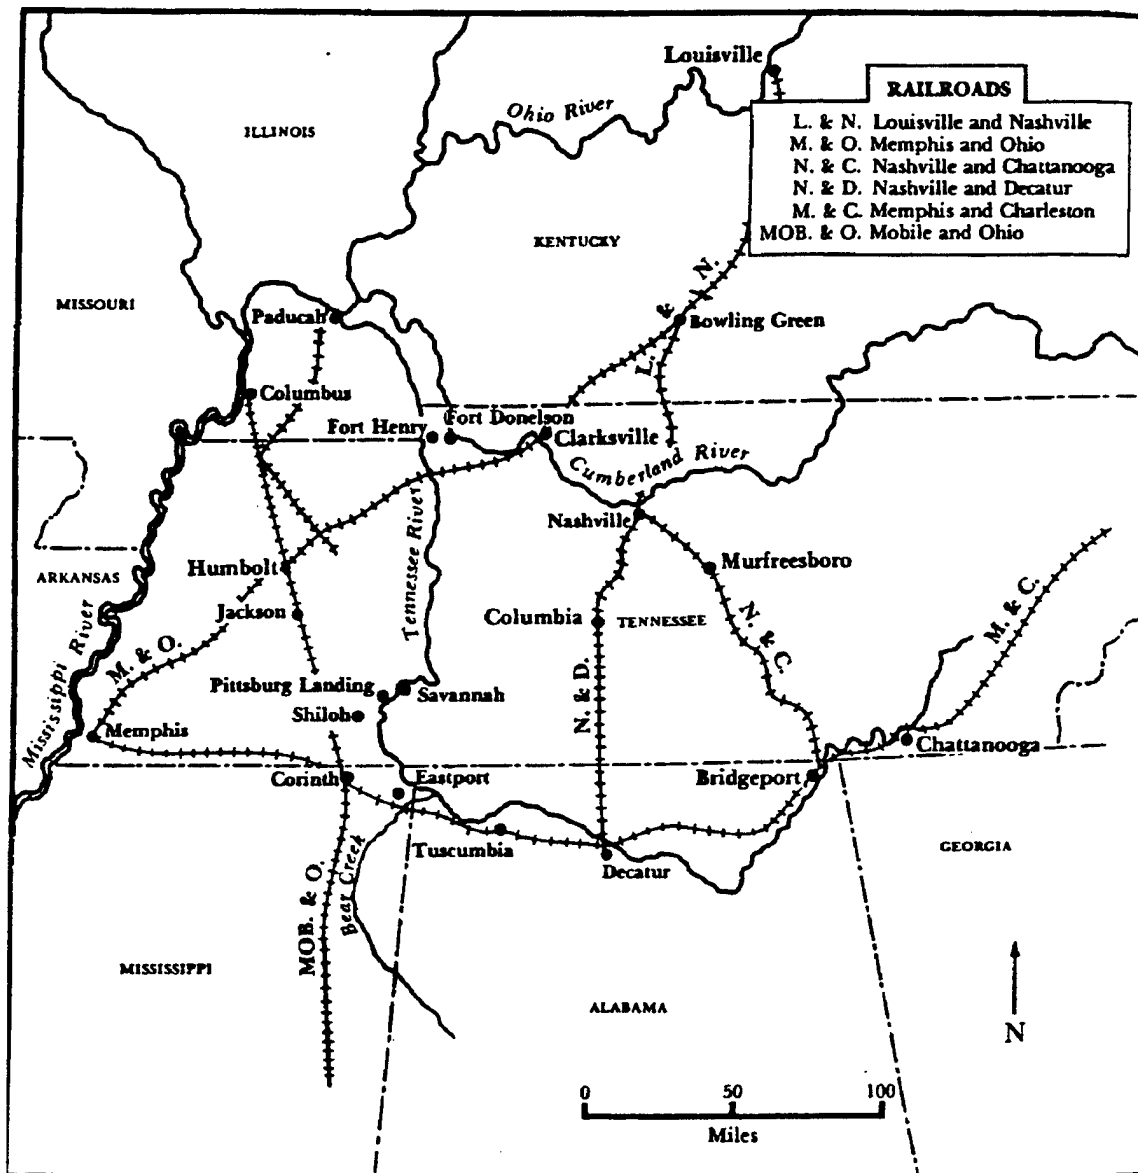 Louisville
RAILROADS
L. & N. Louisville and Nashville
M. & O. Memphis and Ohio
N. & C. Nashville and Chattanooga
N. & D. Nashville and Decatur
M. & C. Memphis and Charleston
MOB. & O. Mobile and Ohio
Ohio River
ILLINOIS
KENTUCKY
MISSOURI
L. & N.
Paducah
Bowling Green
Columbus
Fort Donelson
Fort Henry
Clarksville
Cumberland River
Nashville
Tennessee River
Humbolt
Murfreesboro
ARKANSAS
Jackson
Columbia
TENNESSEE
N. & C.
M. & C.
Mississippi River
M. & O.
Pittsburg Landing
Savannah
N. & D.
Shiloh
Memphis
Chattanooga
Corinth
Eastport
Bridgeport
Tuscumbia
Decatur
GEORGIA
MOB. & O.
Bear Creek
MISSISSIPPI
ALABAMA
N
0 50 100
Miles